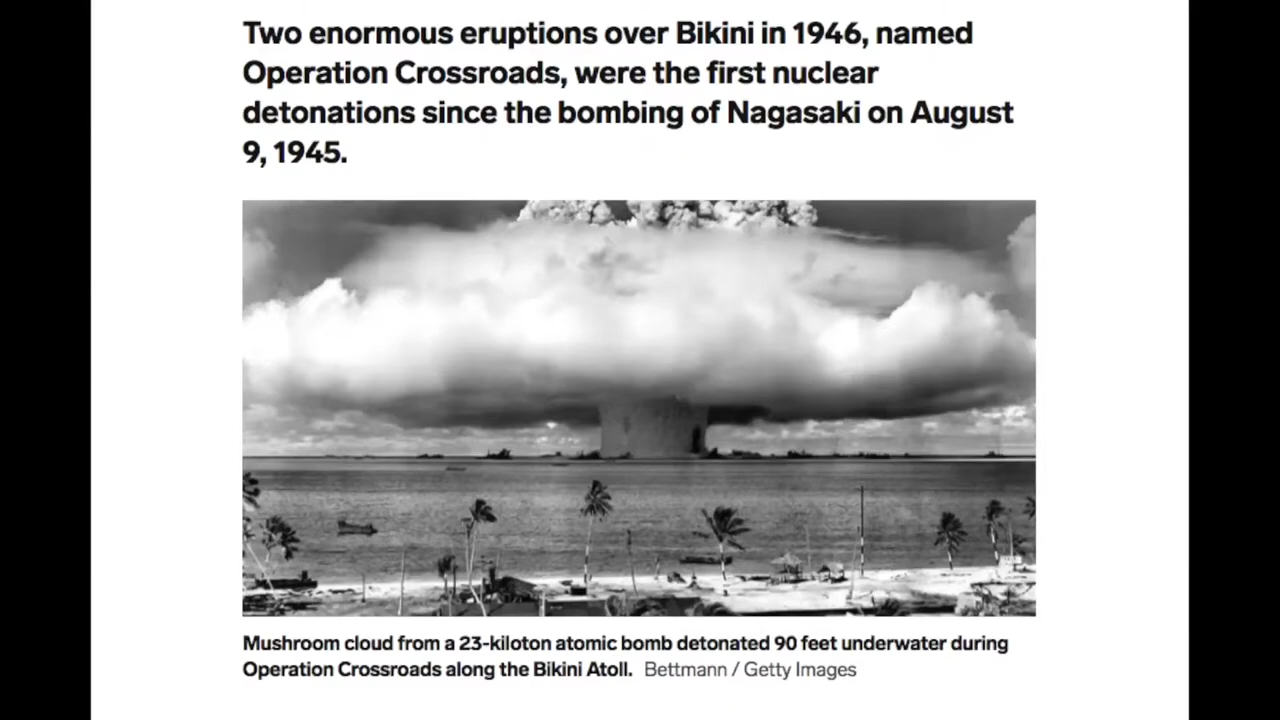 Two enormous eruptions over Bikini in 1946, named
Operation Crossroads, were the first nuclear
detonations since the bombing of Nagasaki on August
9, 1945.
Mushroom cloud from a 23-kiloton atomic bomb detonated 90 feet underwater during
Operation Crossroads along the Bikini Atoll. Bettmann / Getty Images